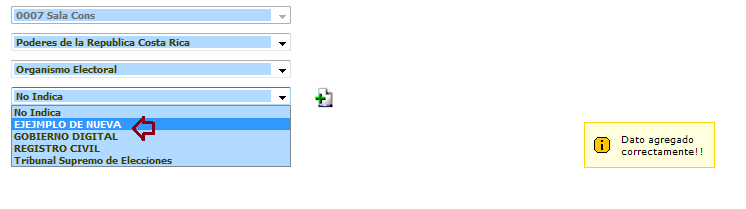 0007 Sala Cons
Poderes de la Republica Costa Rica
Organismo Electoral
No Indica
No Indica
EJEJMPLO DE NUEVA
GOBIERNO DIGITAL
REGISTRO CIVIL
Tribunal Supremo de Elecciones
Dato agregado
correctamente!!